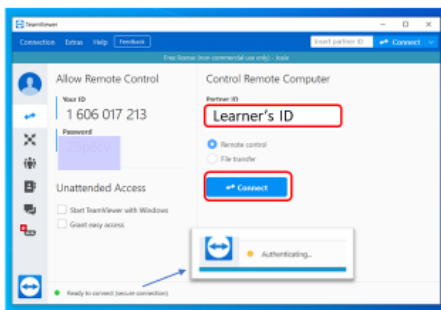 TeamViewer
Connection Extras Help Feedback
Insert partner ID Connect
Free license (non-commercial use only) -
Allow Remote Control
Your ID
1 606 017 213
Password
Unattended Access
Start TeamViewer with Windows
Grant easy access
Control Remote Computer
Partner ID
Learner's ID
Remote control
File transfer
Connect
Authenticating...
Ready to connect (secure connection)